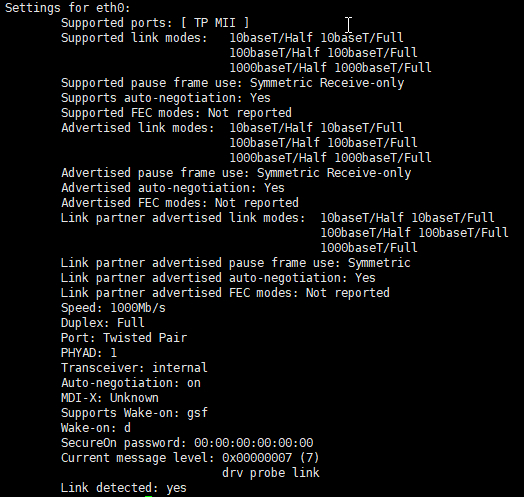 Settings for eth0:
Supported ports: [ TP MII ]
Supported link modes: 10baseT/Half 10baseT/Full
100baseT/Half 100baseT/Full
1000baseT/Half 1000baseT/Full
Supported pause frame use: Symmetric Receive-only
Supports auto-negotiation: Yes
Supported FEC modes: Not reported
Advertised link modes: 10baseT/Half 10baseT/Full
100baseT/Half 100baseT/Full
1000baseT/Half 1000baseT/Full
Advertised pause frame use: Symmetric Receive-only
Advertised auto-negotiation: Yes
Advertised FEC modes: Not reported
Link partner advertised link modes: 10baseT/Half 10baseT/Full
100baseT/Half 100baseT/Full
1000baseT/Full
Link partner advertised pause frame use: Symmetric
Link partner advertised auto-negotiation: Yes
Link partner advertised FEC modes: Not reported
Speed: 1000Mb/s
Duplex: Full
Port: Twisted Pair
PHYAD: 1
Transceiver: internal
Auto-negotiation: on
MDI-X: Unknown
Supports Wake-on: gsf
Wake-on: d
SecureOn password: 00:00:00:00:00:00
Current message level: 0x00000007 (7)
drv probe link
Link detected: yes